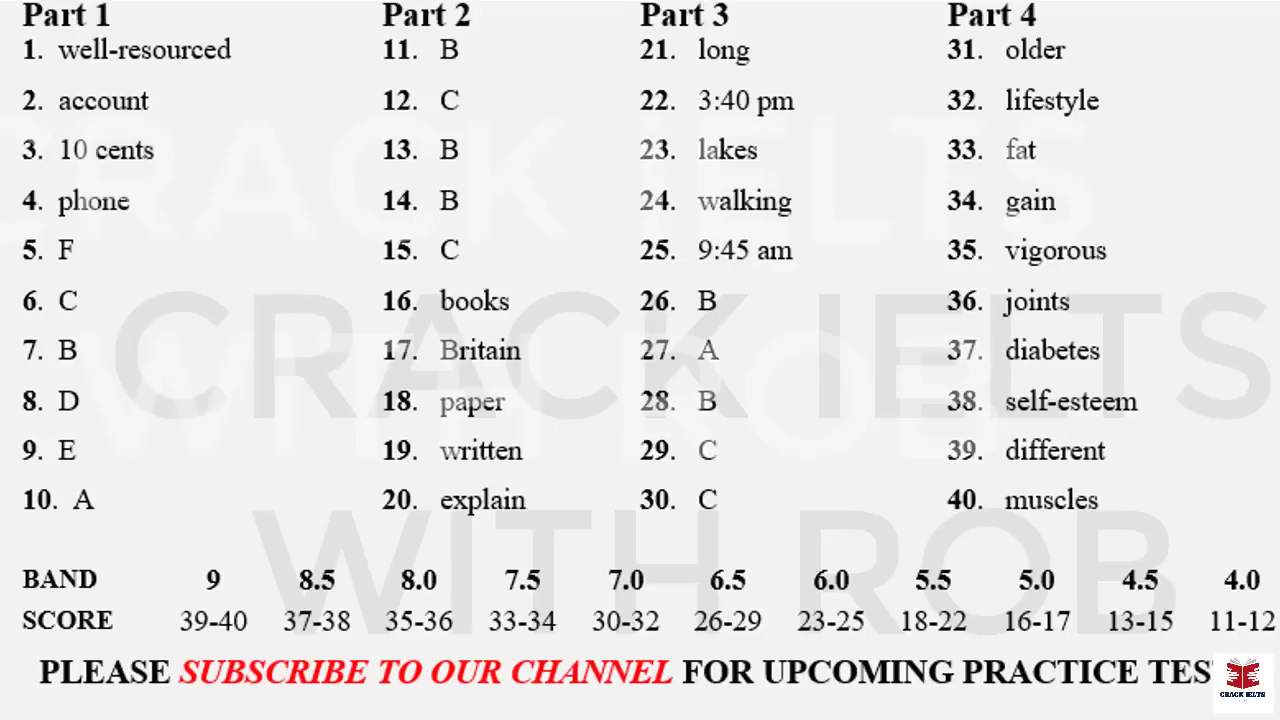 Part 1 Part 2 Part 3 Part 4
1. well-resourced 11. B 21. long 31. older
2. account 12. C 22. 3:40 pm 32. lifestyle
3. 10 cents 13. B 23. lakes 33. fat
4. phone 14. B 24. walking 34. gain
5. F 15. C 25. 9:45 am 35. vigorous
6. C 16. books 26. B 36. joints
7. B 17. Britain 27. A 37. diabetes
8. D 18. paper 28. B 38. self-esteem
9. E 19. written 29. C 39. different
10. A 20. explain 30. C 40. muscles
CRACK IELTS
WITH ROB
CRACK IELTS
WITH ROB
BAND 9 8.5 8.0 7.5 7.0 6.5 6.0 5.5 5.0 4.5 4.0
SCORE 39-40 37-38 35-36 33-34 30-32 26-29 23-25 18-22 16-17 13-15 11-12
PLEASE SUBSCRIBE TO OUR CHANNEL FOR UPCOMING PRACTICE TES
CRACK IELTS